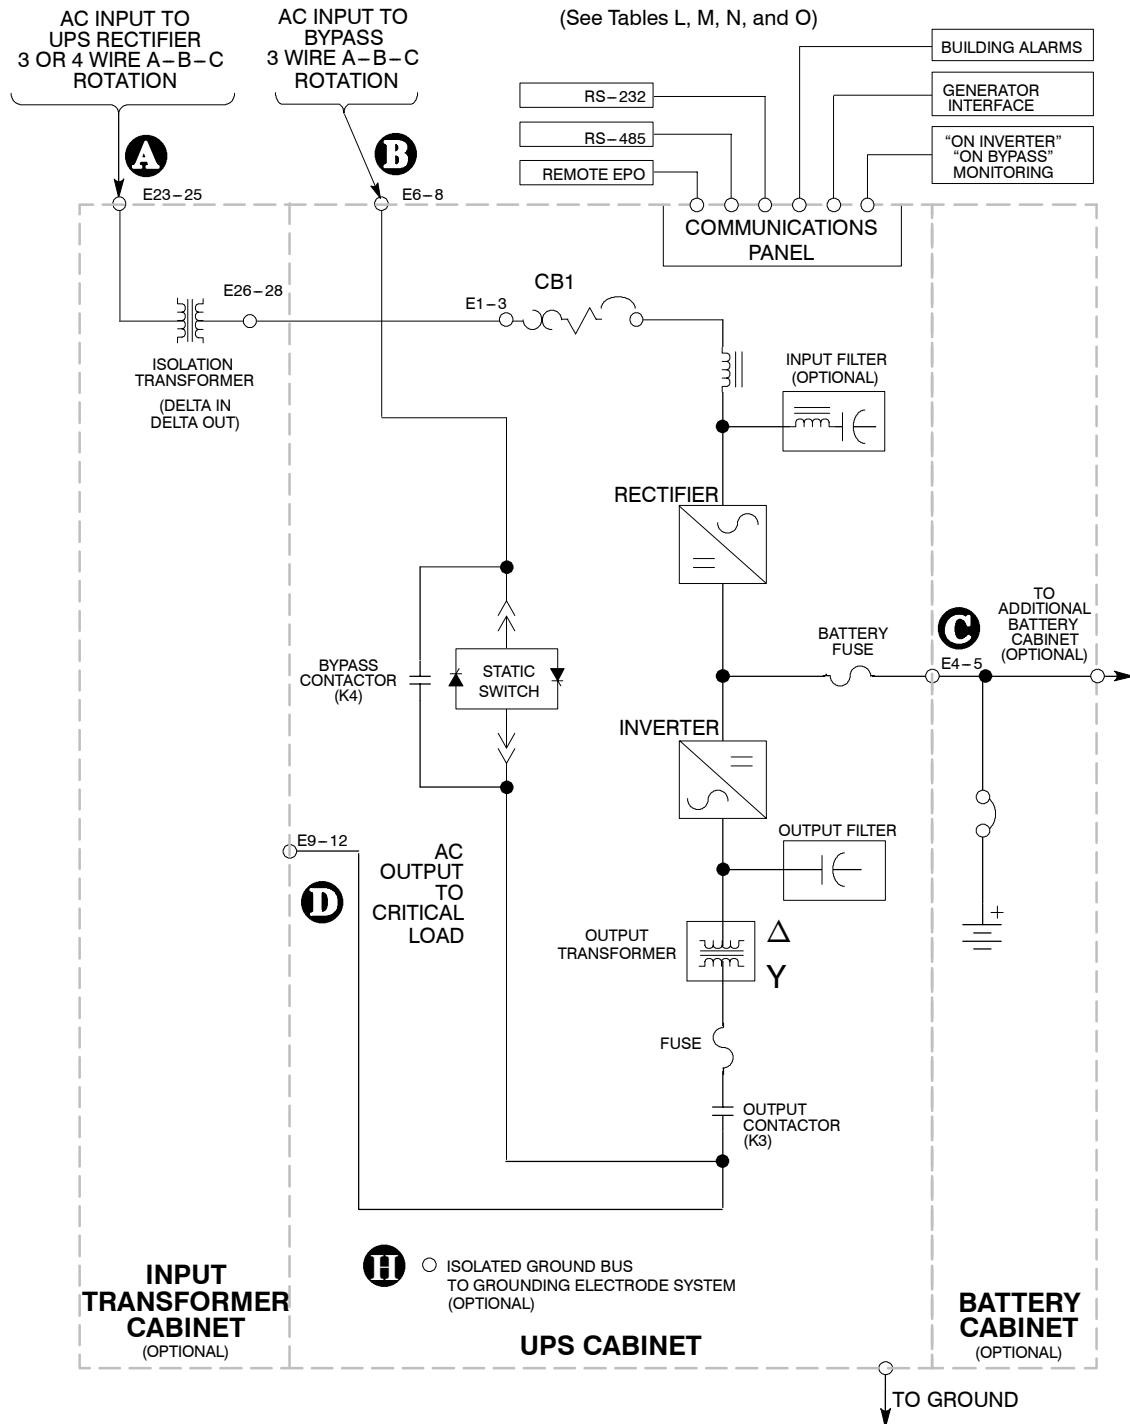 AC INPUT TO
UPS RECTIFIER
3 OR 4 WIRE A–B–C
ROTATION
AC INPUT TO
BYPASS
3 WIRE A–B–C
ROTATION
(See Tables L, M, N, and O)
RS–232
RS–485
REMOTE EPO
BUILDING ALARMS
GENERATOR
INTERFACE
“ON INVERTER”
“ON BYPASS”
MONITORING
A
B
E23–25
E6–8
COMMUNICATIONS
PANEL
E26–28
E1–3
CB1
ISOLATION
TRANSFORMER
(DELTA IN
DELTA OUT)
INPUT FILTER
(OPTIONAL)
RECTIFIER
BYPASS
CONTACTOR
(K4)
STATIC
SWITCH
BATTERY
FUSE
C
E4–5
TO
ADDITIONAL
BATTERY
CABINET
(OPTIONAL)
INVERTER
OUTPUT FILTER
E9–12
D
AC
OUTPUT
TO
CRITICAL
LOAD
OUTPUT
TRANSFORMER
Δ
Y
+
FUSE
OUTPUT
CONTACTOR
(K3)
H
ISOLATED GROUND BUS
TO GROUNDING ELECTRODE SYSTEM
(OPTIONAL)
INPUT
TRANSFORMER
CABINET
(OPTIONAL)
UPS CABINET
BATTERY
CABINET
(OPTIONAL)
TO GROUND